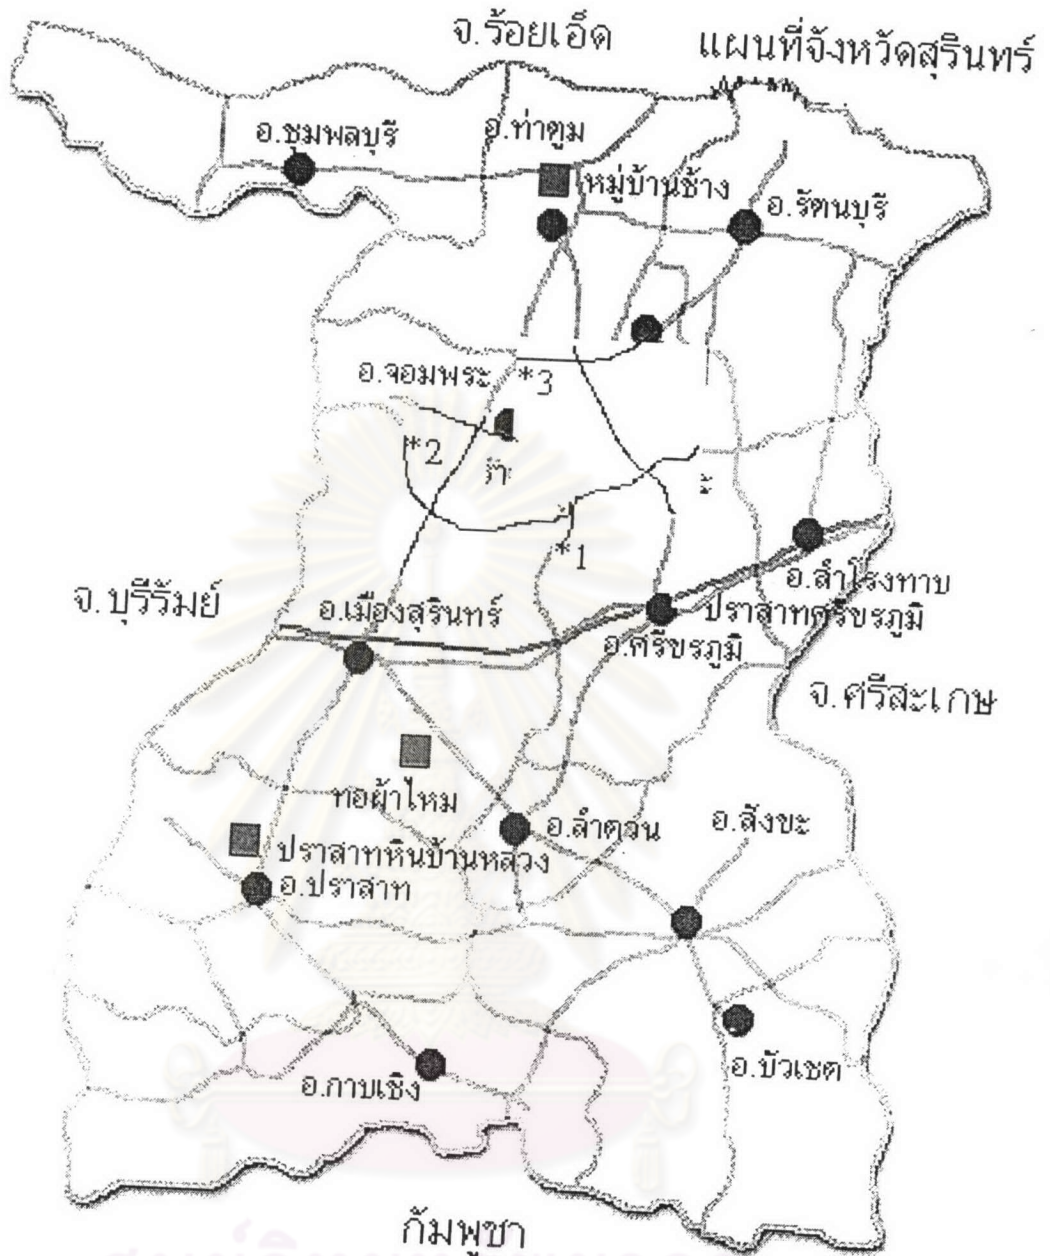 จ.ร้อยเอ็ด
แผนที่จังหวัดสุรินทร์
อ.ชุมพลบุรี
อ.ท่าตูม
หมู่บ้านช้าง
อ.รัตนบุรี
อ.จอมพระ
*3
*2
*1
อ.สำโรงทาบ
จ.บุรีรัมย์
อ.เมืองสุรินทร์
ปราสาทศรีขรภูมิ
อ.ศรีขรภูมิ
จ.ศรีสะเกษ
ทอผ้าไหม
อ.ลำดวน
อ.สังขะ
ปราสาทหินบ้านหลวง
อ.ปราสาท
อ.บัวเชด
อ.กาบเชิง
กัมพูชา